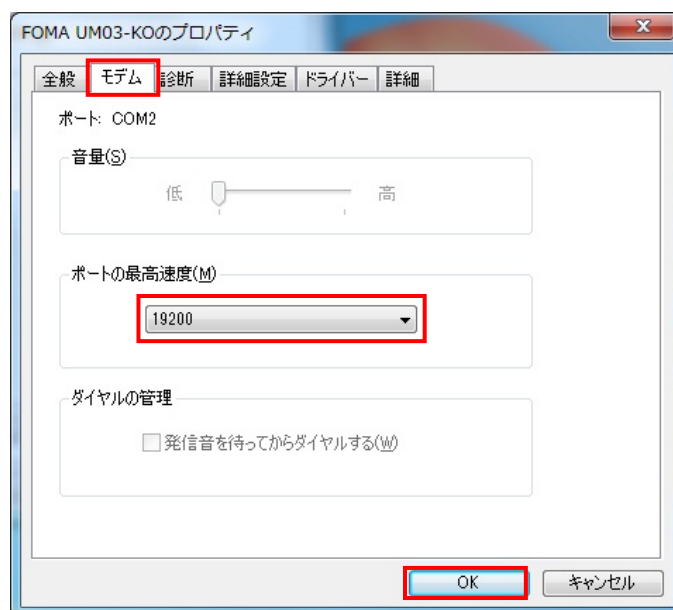 FOMA UM03-KOのプロパティ
全般 モデム 診断 詳細設定 ドライバー 詳細
ポート: COM2
音量(S)
低 高
ポートの最高速度(M)
19200
ダイヤルの管理
発信音を待ってからダイヤルする(W)
OK キャンセル